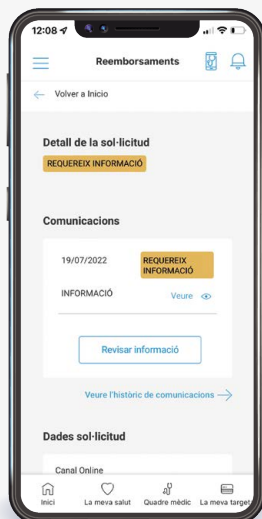 12:08
Reemborsaments
Volver a Inicio
Detall de la sol·licitud
REQUEREIX INFORMACIÓ
Comunicacions
19/07/2022
REQUEREIX
INFORMACIÓ
INFORMACIÓ
Veure
Revisar informació
Veure l'històric de comunicacions
Dades sol·licitud
Canal Online
Inici
La meva salut
Quadre mèdic
La meva targeta